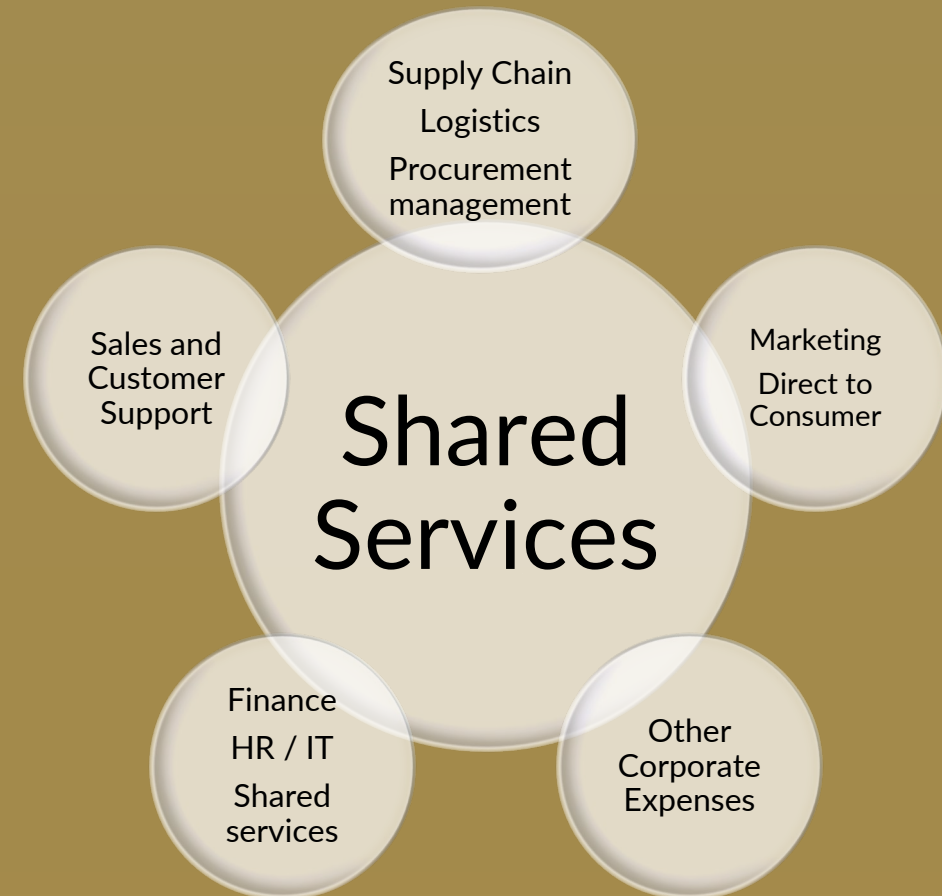 Supply Chain
Logistics
Procurement
management
Sales and
Customer
Support
Marketing
Direct to
Consumer
Shared
Services
Finance
HR / IT
Shared
services
Other
Corporate
Expenses